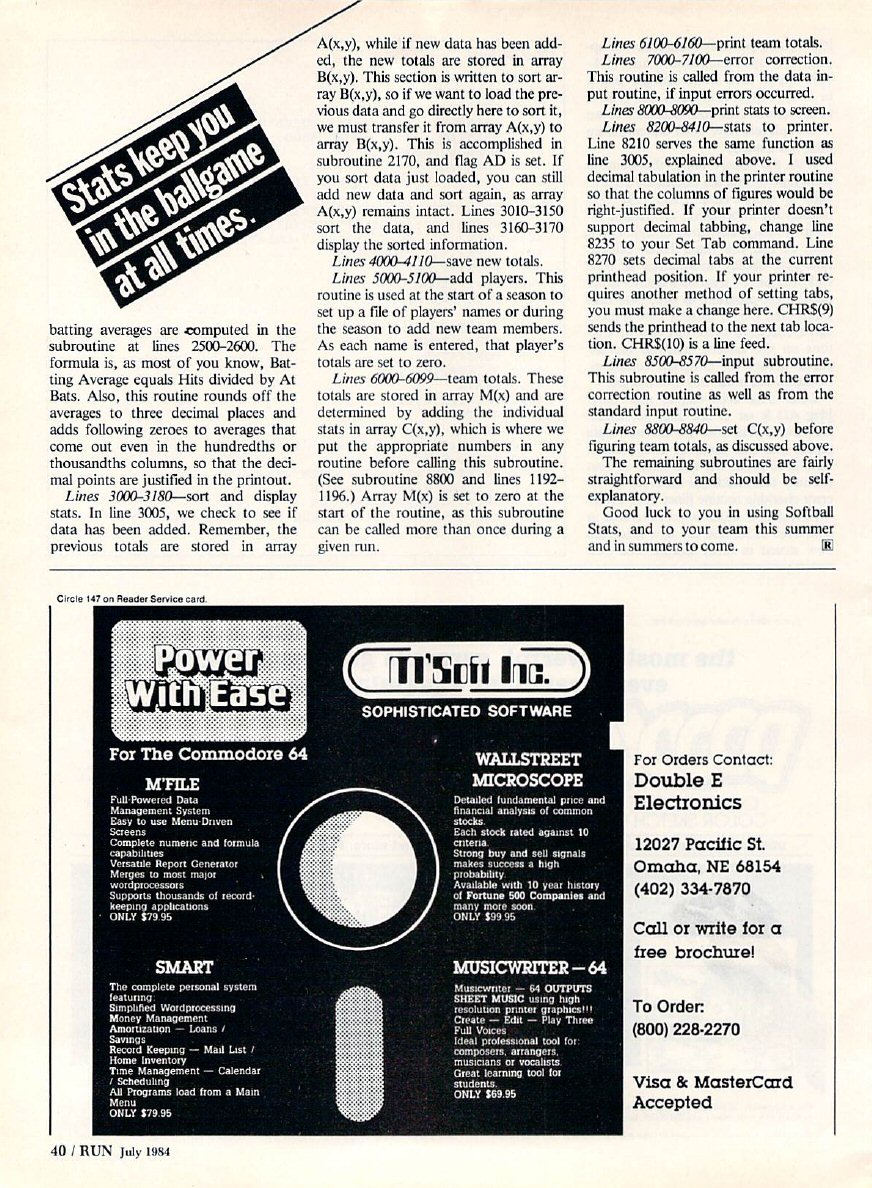 Stats keep you
in the ballgame
at all times.
batting averages are computed in the
subroutine at lines 2500–2600. The
formula is, as most of you know, Bat-
ting Average equals Hits divided by At
Bats. Also, this routine rounds off the
averages to three decimal places and
adds following zeroes to averages that
come out even in the hundredths or
thousandths columns, so that the deci-
mal points are justified in the printout.
Lines 3000–3180—sort and display
stats. In line 3005, we check to see if
data has been added. Remember, the
previous totals are stored in array
A(x,y), while if new data has been add-
ed, the new totals are stored in array
B(x,y). This section is written to sort ar-
ray B(x,y), so if we want to load the pre-
vious data and go directly here to sort it,
we must transfer it from array A(x,y) to
array B(x,y). This is accomplished in
subroutine 2170, and flag AD is set. If
you sort data just loaded, you can still
add new data and sort again, as array
A(x,y) remains intact. Lines 3010–3150
sort the data, and lines 3160–3170
display the sorted information.
Lines 4000–4110—save new totals.
Lines 5000–5100—add players. This
routine is used at the start of a season to
set up a file of players' names or during
the season to add new team members.
As each name is entered, that player's
totals are set to zero.
Lines 6000–6099—team totals. These
totals are stored in array M(x) and are
determined by adding the individual
stats in array C(x,y), which is where we
put the appropriate numbers in any
routine before calling this subroutine.
(See subroutine 8800 and lines 1192–
1196.) Array M(x) is set to zero at the
start of the routine, as this subroutine
can be called more than once during a
given run.
Lines 6100–6160—print team totals.
Lines 7000–7100—error correction.
This routine is called from the data in-
put routine, if input errors occurred.
Lines 8000–8090—print stats to screen.
Lines 8200–8410—stats to printer.
Line 8210 serves the same function as
line 3005, explained above. I used
decimal tabulation in the printer routine
so that the columns of figures would be
right-justified. If your printer doesn't
support decimal tabbing, change line
8235 to your Set Tab command. Line
8270 sets decimal tabs at the current
printhead position. If your printer re-
quires another method of setting tabs,
you must make a change here. CHR$(9)
sends the printhead to the next tab loca-
tion. CHR$(10) is a line feed.
Lines 8500–8570—input subroutine.
This subroutine is called from the error
correction routine as well as from the
standard input routine.
Lines 8800–8840—set C(x,y) before
figuring team totals, as discussed above.
The remaining subroutines are fairly
straightforward and should be self-
explanatory.
Good luck to you in using Softball
Stats, and to your team this summer
and in summers to come. R
Circle 147 on Reader Service card.
Power
With Ease
For The Commodore 64
M'Soft Inc.
SOPHISTICATED SOFTWARE
M'FILE
Full-Powered Data
Management System
Easy to use Menu-Driven
Screens
Complete numeric and formula
capabilities
Versatile Report Generator
Merges to most major
wordprocessors
Supports thousands of record-
keeping applications
ONLY $79.95
WALLSTREET
MICROSCOPE
Detailed fundamental price and
financial analysis of common
stocks.
Each stock rated against 10
criteria.
Strong buy and sell signals
makes success a high
probability.
Available with 10 year history
of Fortune 500 Companies and
many more soon.
ONLY $99.95
SMART
The complete personal system
featuring:
Simplified Wordprocessing
Money Management
Amortization — Loans /
Savings
Record Keeping — Mail List /
Home Inventory
Time Management — Calendar
/ Scheduling
All Programs load from a Main
Menu
ONLY $79.95
MUSICWRITER – 64
Musicwriter — 64 OUTPUTS
SHEET MUSIC using high
resolution printer graphics!!!
Create — Edit — Play Three
Full Voices
Ideal professional tool for:
composers, arrangers,
musicians or vocalists.
Great learning tool for
students.
ONLY $69.95
For Orders Contact:
Double E
Electronics
12027 Pacific St.
Omaha, NE 68154
(402) 334-7870
Call or write for a
free brochure!
To Order:
(800) 228-2270
Visa & MasterCard
Accepted
40 / RUN July 1984